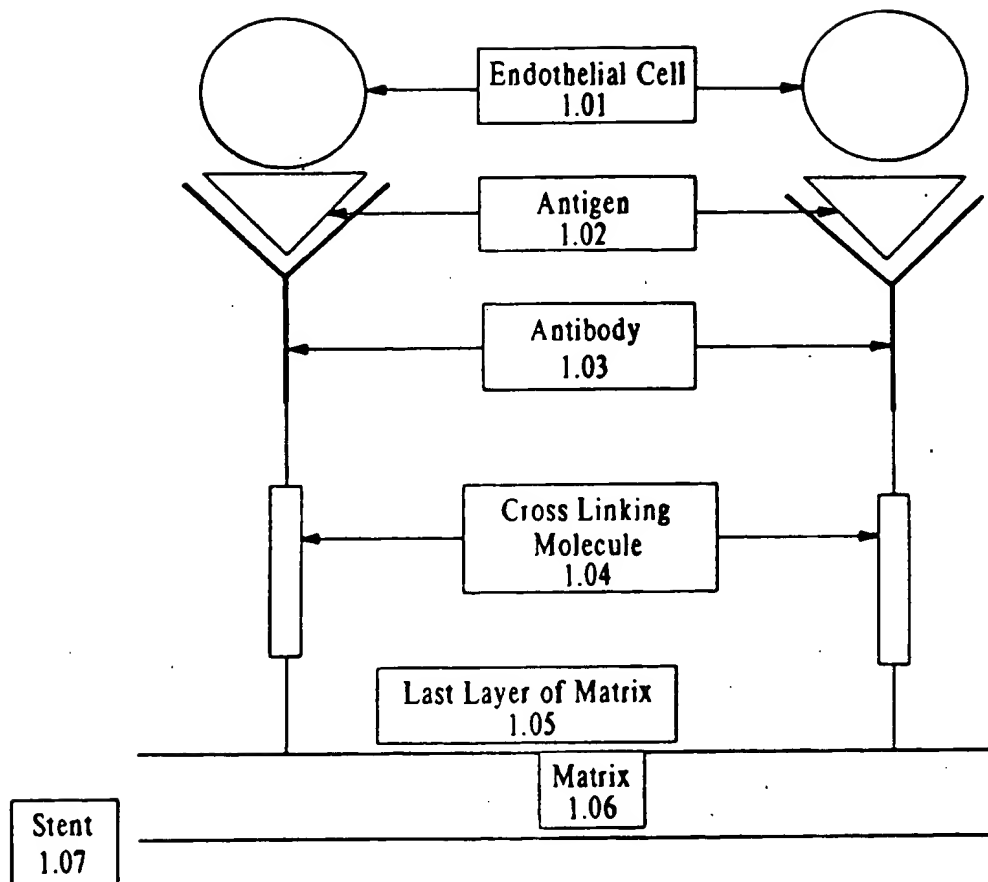 Endothelial Cell
1.01
Antigen
1.02
Antibody
1.03
Cross Linking
Molecule
1.04
Last Layer of Matrix
1.05
Matrix
1.06
Stent
1.07